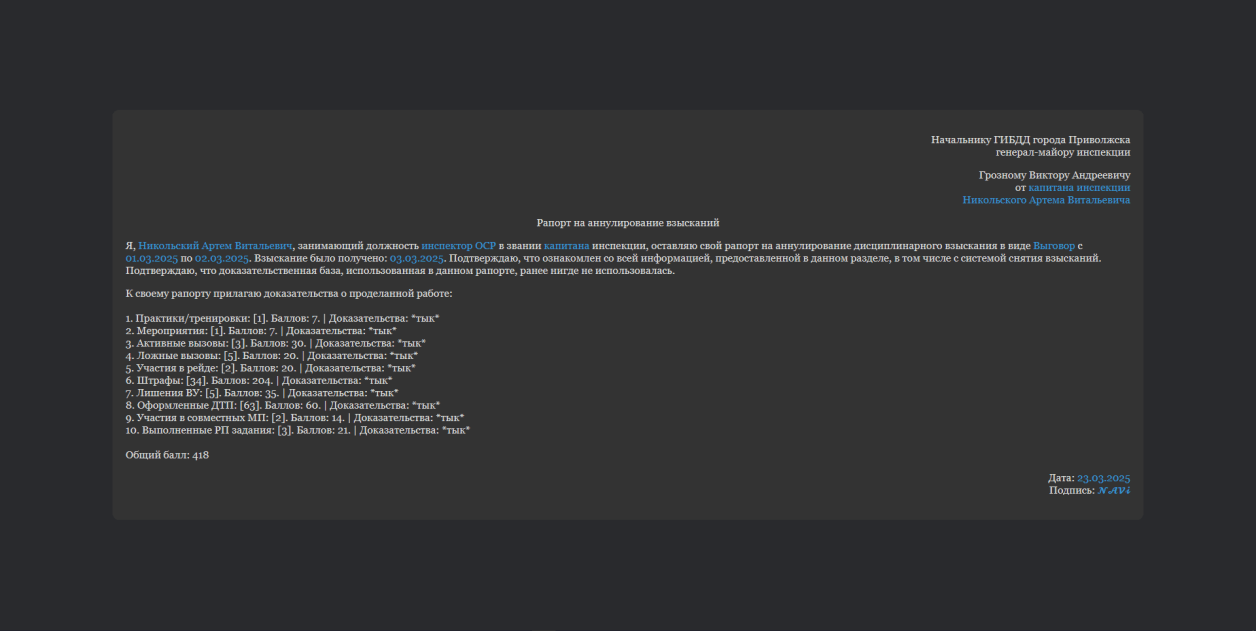 Начальнику ГИБДД города Приволжска
генерал-майору инспекции
Грозному Виктору Андреевичу
от капитана инспекции
Никольского Артема Витальевича
Рапорт на аннулирование взысканий
Я, Никольский Артем Витальевич, занимающий должность инспектор ОСР в звании капитана инспекции, оставляю свой рапорт на аннулирование дисциплинарного взыскания в виде Выговор с
01.03.2025 по 02.03.2025. Взыскание было получено: 03.03.2025. Подтверждаю, что ознакомлен со всей информацией, предоставленной в данном разделе, в том числе с системой снятия взысканий.
Подтверждаю, что доказательственная база, использованная в данном рапорте, ранее нигде не использовалась.
К своему рапорту прилагаю доказательства о проделанной работе:
1. Практики/тренировки: [1]. Баллов: 7. | Доказательства: *тык*
2. Мероприятия: [1]. Баллов: 7. | Доказательства: *тык*
3. Активные вызовы: [3]. Баллов: 30. | Доказательства: *тык*
4. Ложные вызовы: [5]. Баллов: 20. | Доказательства: *тык*
5. Участия в рейде: [2]. Баллов: 20. | Доказательства: *тык*
6. Штрафы: [34]. Баллов: 204. | Доказательства: *тык*
7. Лишения ВУ: [5]. Баллов: 35. | Доказательства: *тык*
8. Оформленные ДТП: [63]. Баллов: 60. | Доказательства: *тык*
9. Участия в совместных МП: [2]. Баллов: 14. | Доказательства: *тык*
10. Выполненные РП задания: [3]. Баллов: 21. | Доказательства: *тык*
Общий балл: 418
Дата: 23.03.2025
Подпись: 𝓝𝓐𝓥𝓲